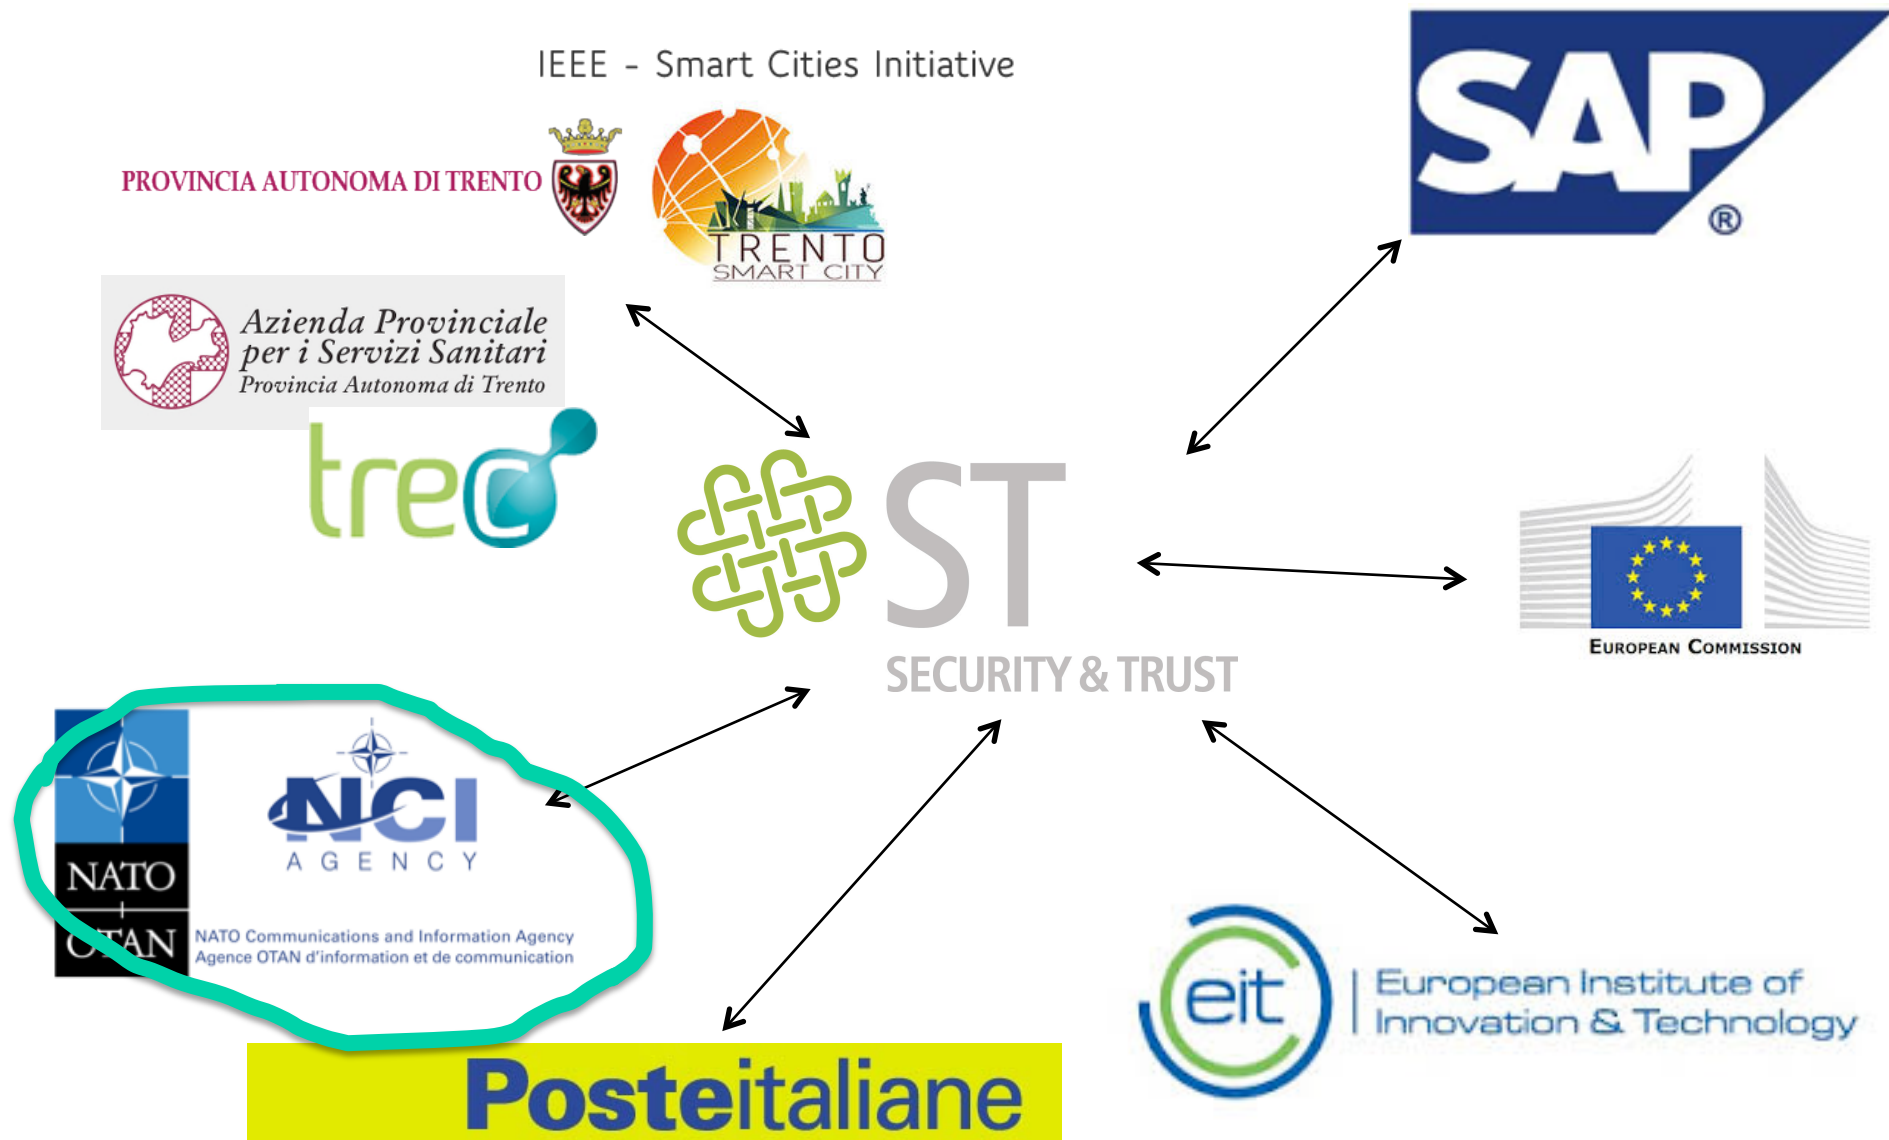 IEEE - Smart Cities Initiative
PROVINCIA AUTONOMA DI TRENTO
TRENTO
SMART CITY
SAP
®
Azienda Provinciale
per i Servizi Sanitari
Provincia Autonoma di Trento
trec
ST
SECURITY & TRUST
EUROPEAN COMMISSION
NATO
OTAN
NCI
AGENCY
NATO Communications and Information Agency
Agence OTAN d'information et de communication
eit
European Institute of
Innovation & Technology
Posteitaliane